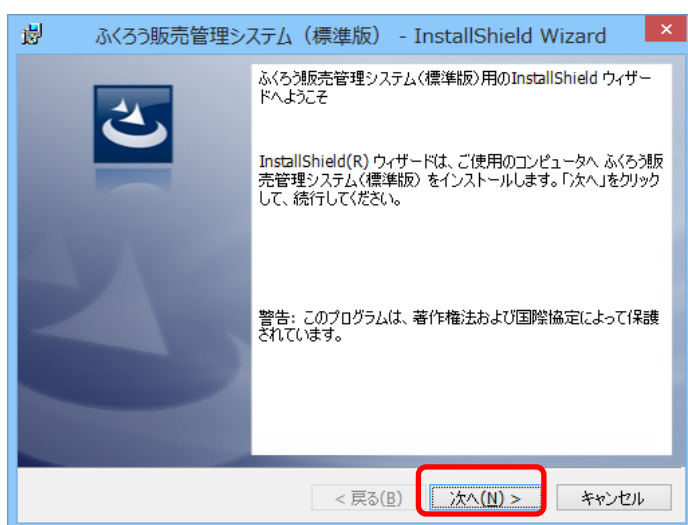 ふくろう販売管理システム（標準版） - InstallShield Wizard
ふくろう販売管理システム(標準版)用のInstallShield ウィザー
ドへようこそ
InstallShield(R) ウィザードは、ご使用のコンピュータへ ふくろう販
売管理システム(標準版) をインストールします。「次へ」をクリック
して、続行してください。
警告: このプログラムは、著作権法および国際協定によって保護
されています。
< 戻る(B)
次へ(N) >
キャンセル